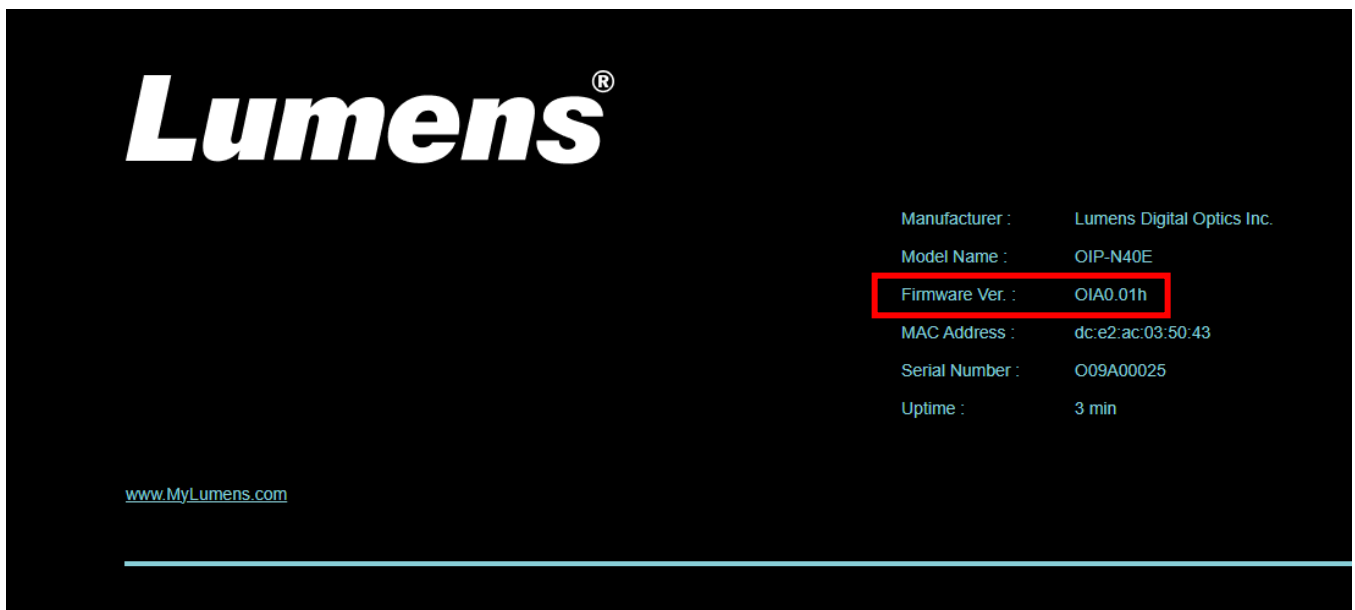 Lumens®
Manufacturer : Lumens Digital Optics Inc.
Model Name : OIP-N40E
Firmware Ver. : OIA0.01h
MAC Address : dc:e2:ac:03:50:43
Serial Number : O09A00025
Uptime : 3 min
www.MyLumens.com